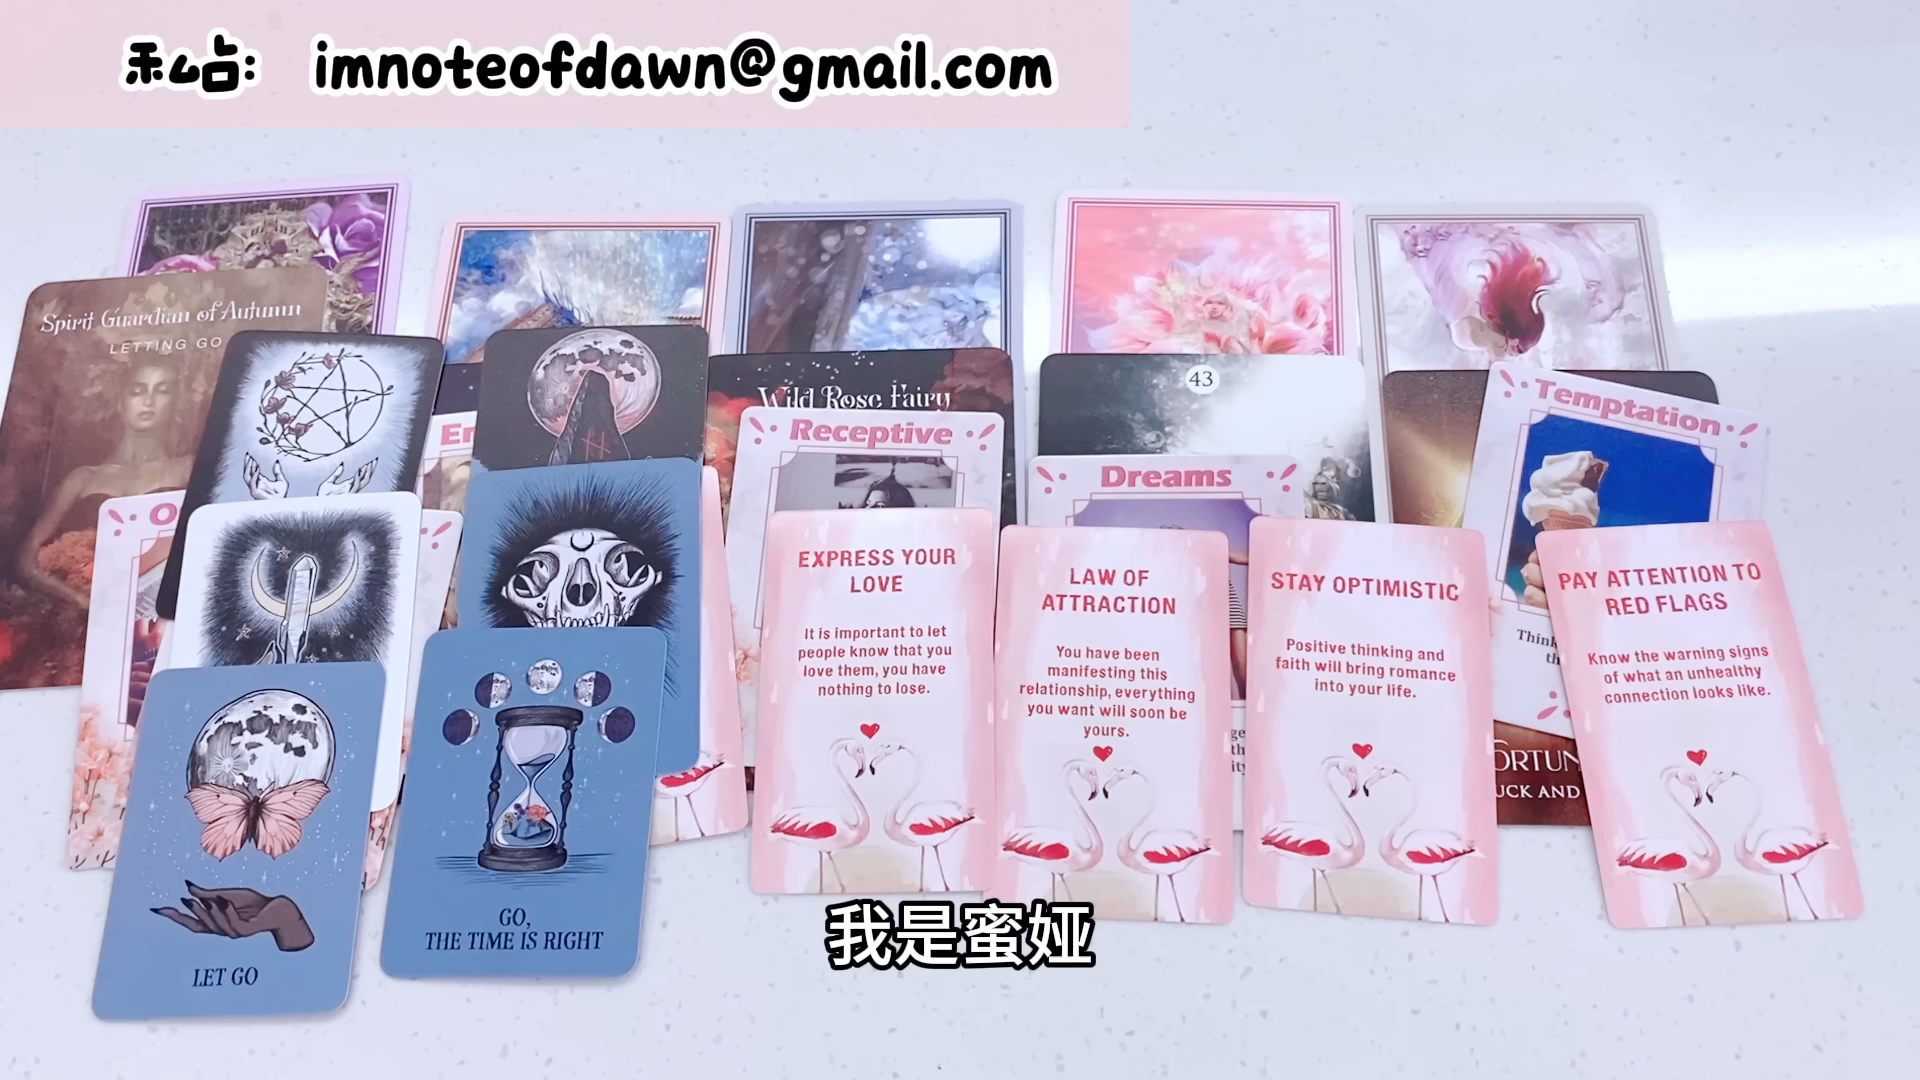 私占: imnoteofdawn@gmail.com
Spirit Guardian of Autumn
LETTING GO
Wild Rose Fairy
43
Receptive
Dreams
Temptation
EXPRESS YOUR
LOVE
It is important to let
people know that you
love them, you have
nothing to lose.
LAW OF
ATTRACTION
You have been
manifesting this
relationship, everything
you want will soon be
yours.
STAY OPTIMISTIC
Positive thinking and
faith will bring romance
into your life.
PAY ATTENTION TO
RED FLAGS
Know the warning signs
of what an unhealthy
connection looks like.
LET GO
GO,
THE TIME IS RIGHT
我是蜜娅